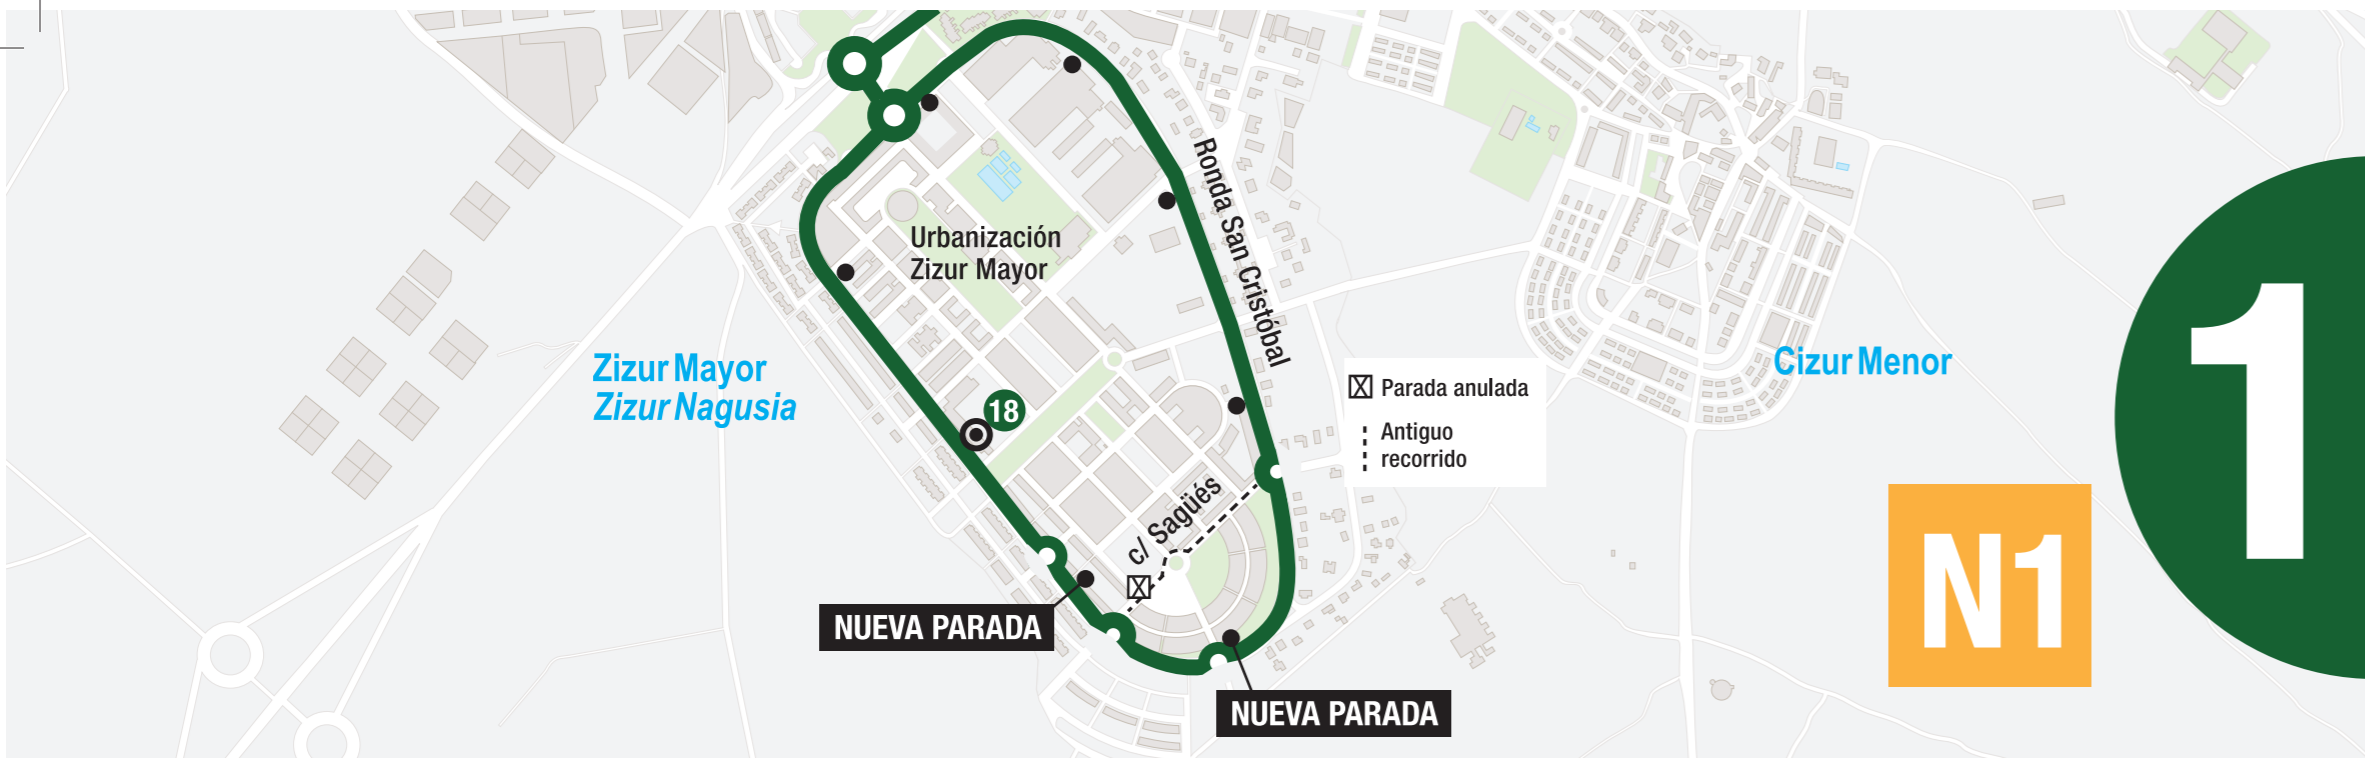 Ronda San Cristóbal
Urbanización
Zizur Mayor
Zizur Mayor
Zizur Nagusia
18
Parada anulada
Antiguo
recorrido
Cizur Menor
1
c/ Sagüés
N1
NUEVA PARADA
NUEVA PARADA